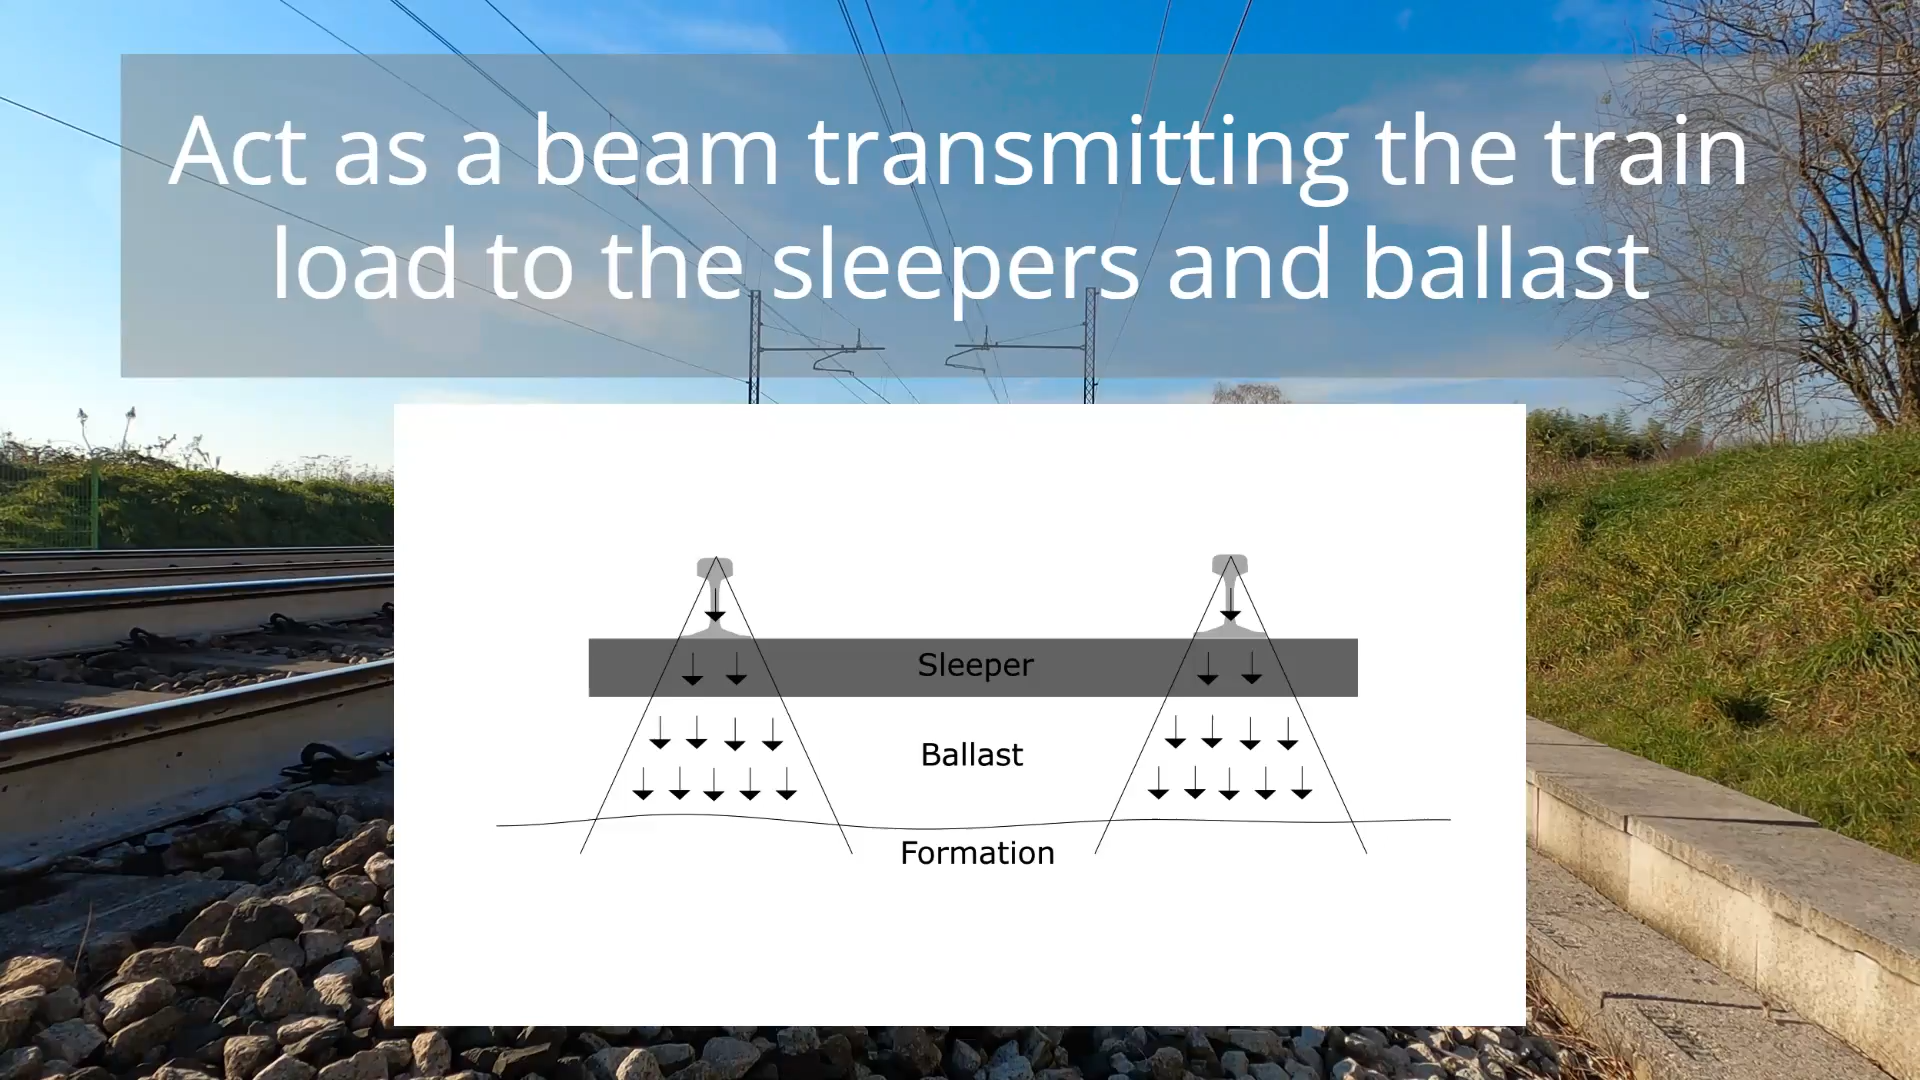 Act as a beam transmitting the train
load to the sleepers and ballast
Sleeper
Ballast
Formation